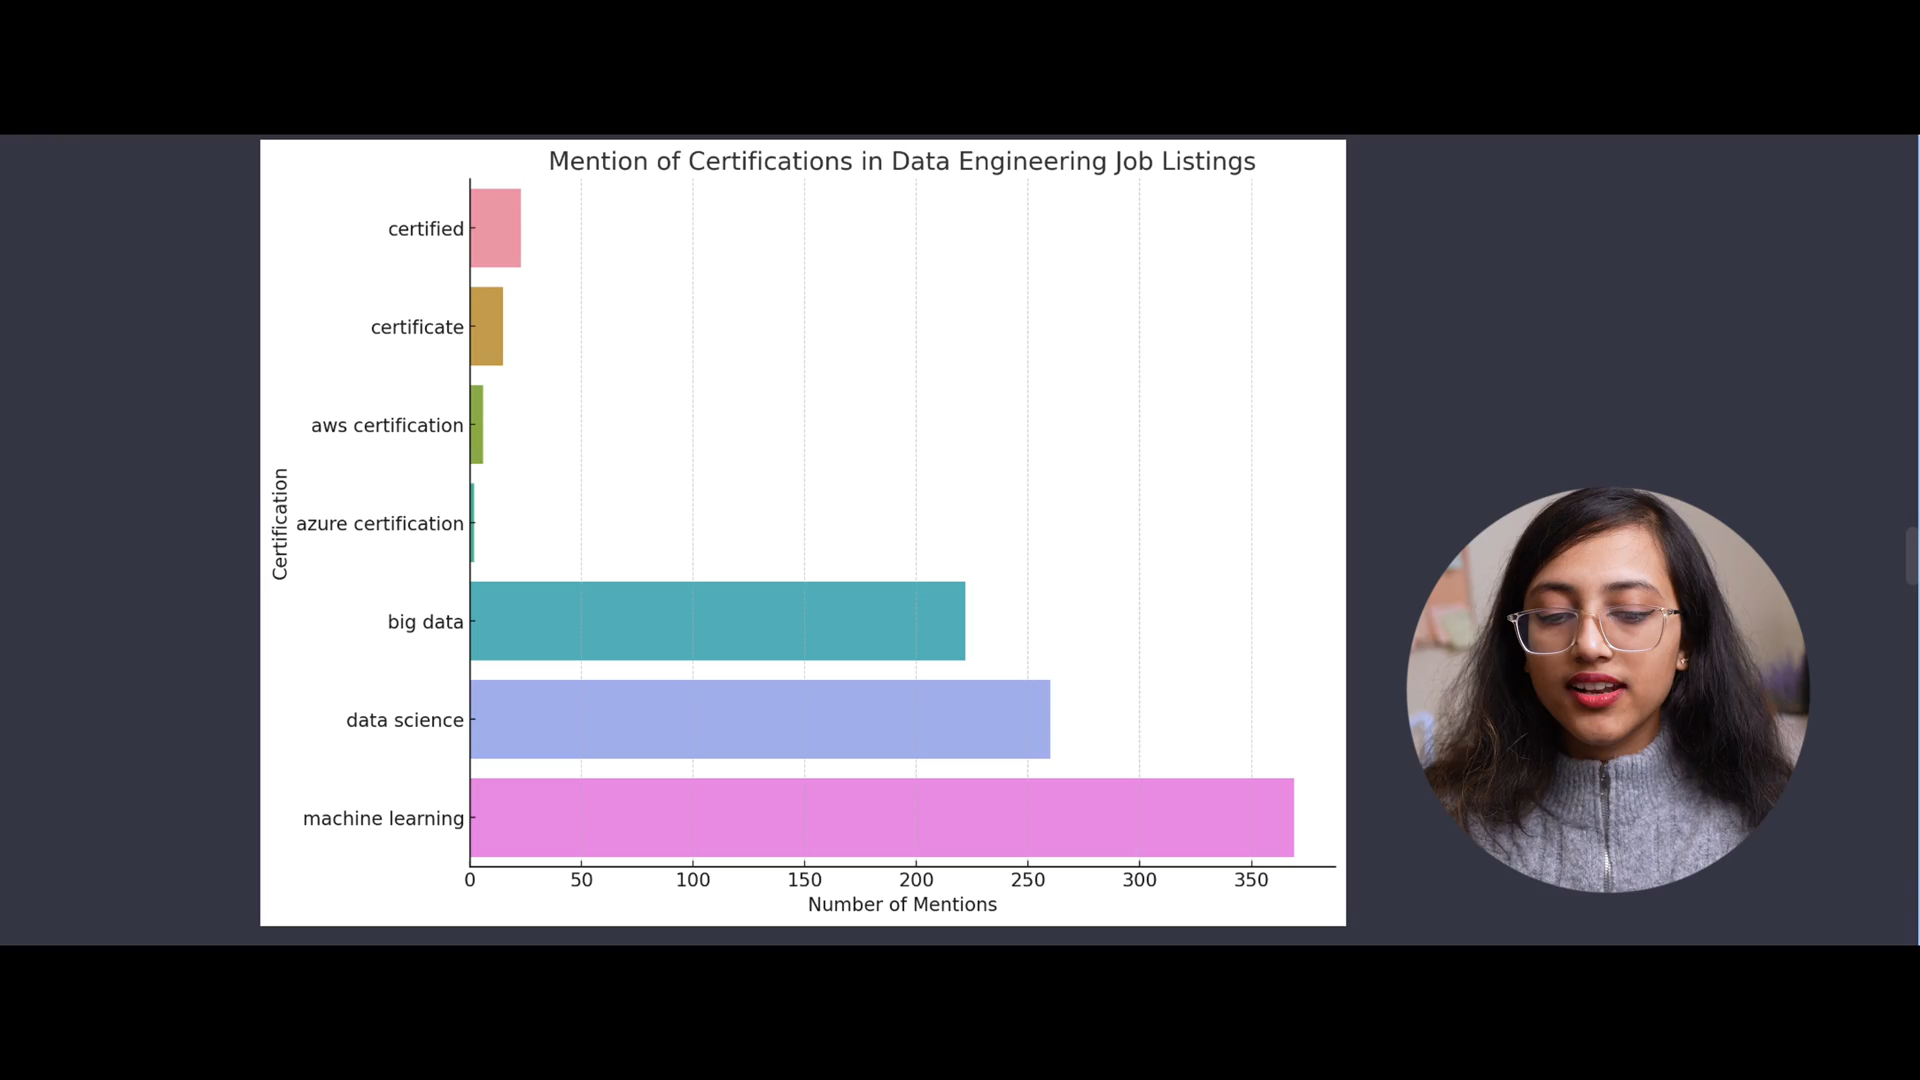 Mention of Certifications in Data Engineering Job Listings
certified
certificate
aws certification
azure certification
big data
data science
machine learning
Certification
0 50 100 150 200 250 300 350
Number of Mentions